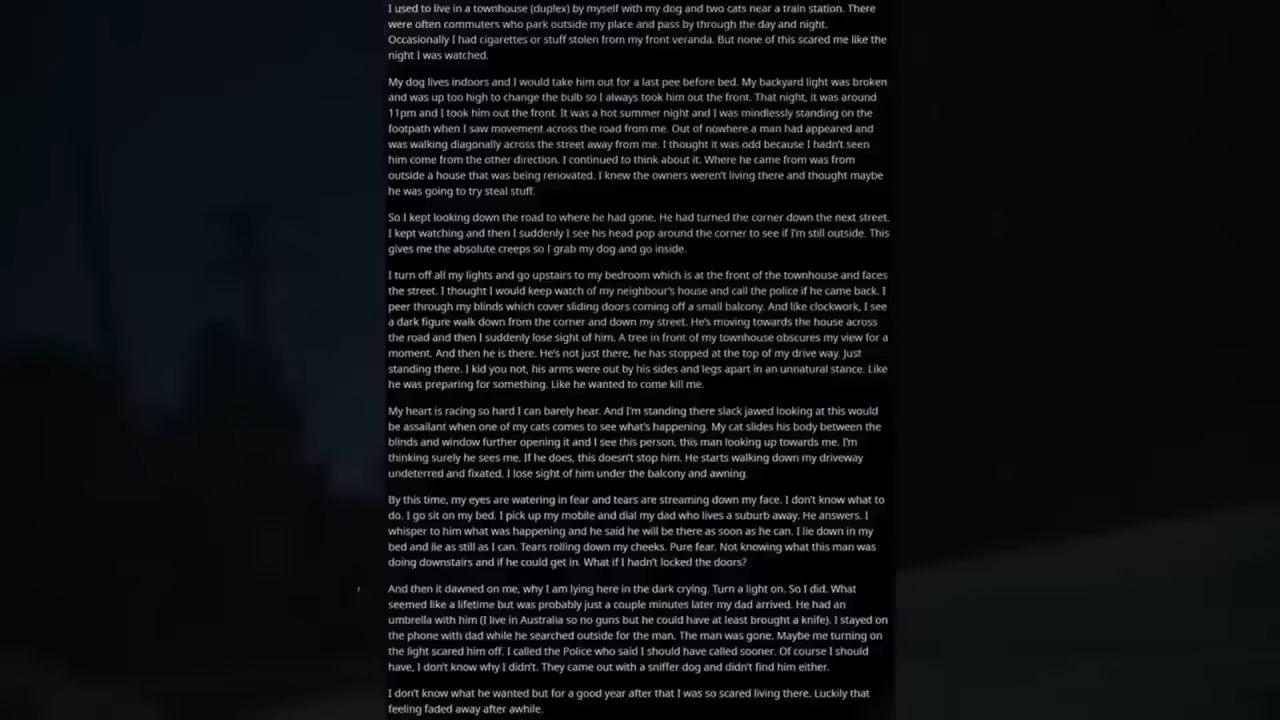 I used to live in a townhouse (duplex) by myself with my dog and two cats near a train station. There
were often commuters who park outside my place and pass by through the day and night.
Occasionally I had cigarettes or stuff stolen from my front veranda. But none of this scared me like the
night I was watched.
My dog lives indoors and I would take him out for a last pee before bed. My backyard light was broken
and was up too high to change the bulb so I always took him out the front. That night, it was around
11pm and I took him out the front. It was a hot summer night and I was mindlessly standing on the
footpath when I saw movement across the road from me. Out of nowhere a man had appeared and
was walking diagonally across the street away from me. I thought it was odd because I hadn't seen
him come from the other direction. I continued to think about it. Where he came from was from
outside a house that was being renovated. I knew the owners weren't living there and thought maybe
he was going to try steal stuff.
So I kept looking down the road to where he had gone. He had turned the corner down the next street.
I kept watching and then I suddenly I see his head pop around the corner to see if I'm still outside. This
gives me the absolute creeps so I grab my dog and go inside.
I turn off all my lights and go upstairs to my bedroom which is at the front of the townhouse and faces
the street. I thought I would keep watch of my neighbour's house and call the police if he came back. I
peer through my blinds which cover sliding doors coming off a small balcony. And like clockwork, I see
a dark figure walk down from the corner and down my street. He's moving towards the house across
the road and then I suddenly lose sight of him. A tree in front of my townhouse obscures my view for a
moment. And then he is there. He's not just there, he has stopped at the top of my drive way. Just
standing there. I kid you not, his arms were out by his sides and legs apart in an unnatural stance. Like
he was preparing for something. Like he wanted to come kill me.
My heart is racing so hard I can barely hear. And I'm standing there slack jawed looking at this would
be assailant when one of my cats comes to see what's happening. My cat slides his body between the
blinds and window further opening it and I see this person, this man looking up towards me. I'm
thinking surely he sees me. If he does, this doesn't stop him. He starts walking down my driveway
undeterred and fixated. I lose sight of him under the balcony and awning.
By this time, my eyes are watering in fear and tears are streaming down my face. I don't know what to
do. I go sit on my bed. I pick up my mobile and dial my dad who lives a suburb away. He answers. I
whisper to him what was happening and he said he will be there as soon as he can. I lie down in my
bed and lie as still as I can. Tears rolling down my cheeks. Pure fear. Not knowing what this man was
doing downstairs and if he could get in. What if I hadn't locked the doors?
And then it dawned on me, why I am lying here in the dark crying. Turn a light on. So I did. What
seemed like a lifetime but was probably just a couple minutes later my dad arrived. He had an
umbrella with him (I live in Australia so no guns but he could have at least brought a knife). I stayed on
the phone with dad while he searched outside for the man. The man was gone. Maybe me turning on
the light scared him off. I called the Police who said I should have called sooner. Of course I should
have, I don't know why I didn't. They came out with a sniffer dog and didn't find him either.
I don't know what he wanted but for a good year after that I was so scared living there. Luckily that
feeling faded away after awhile.